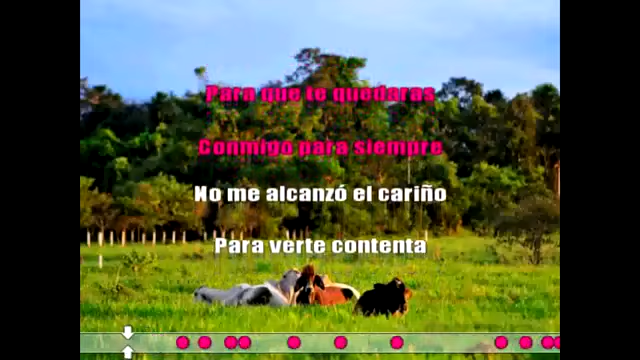 Para que te quedaras
Conmigo para siempre
No me alcanzó el cariño
Para verte contenta